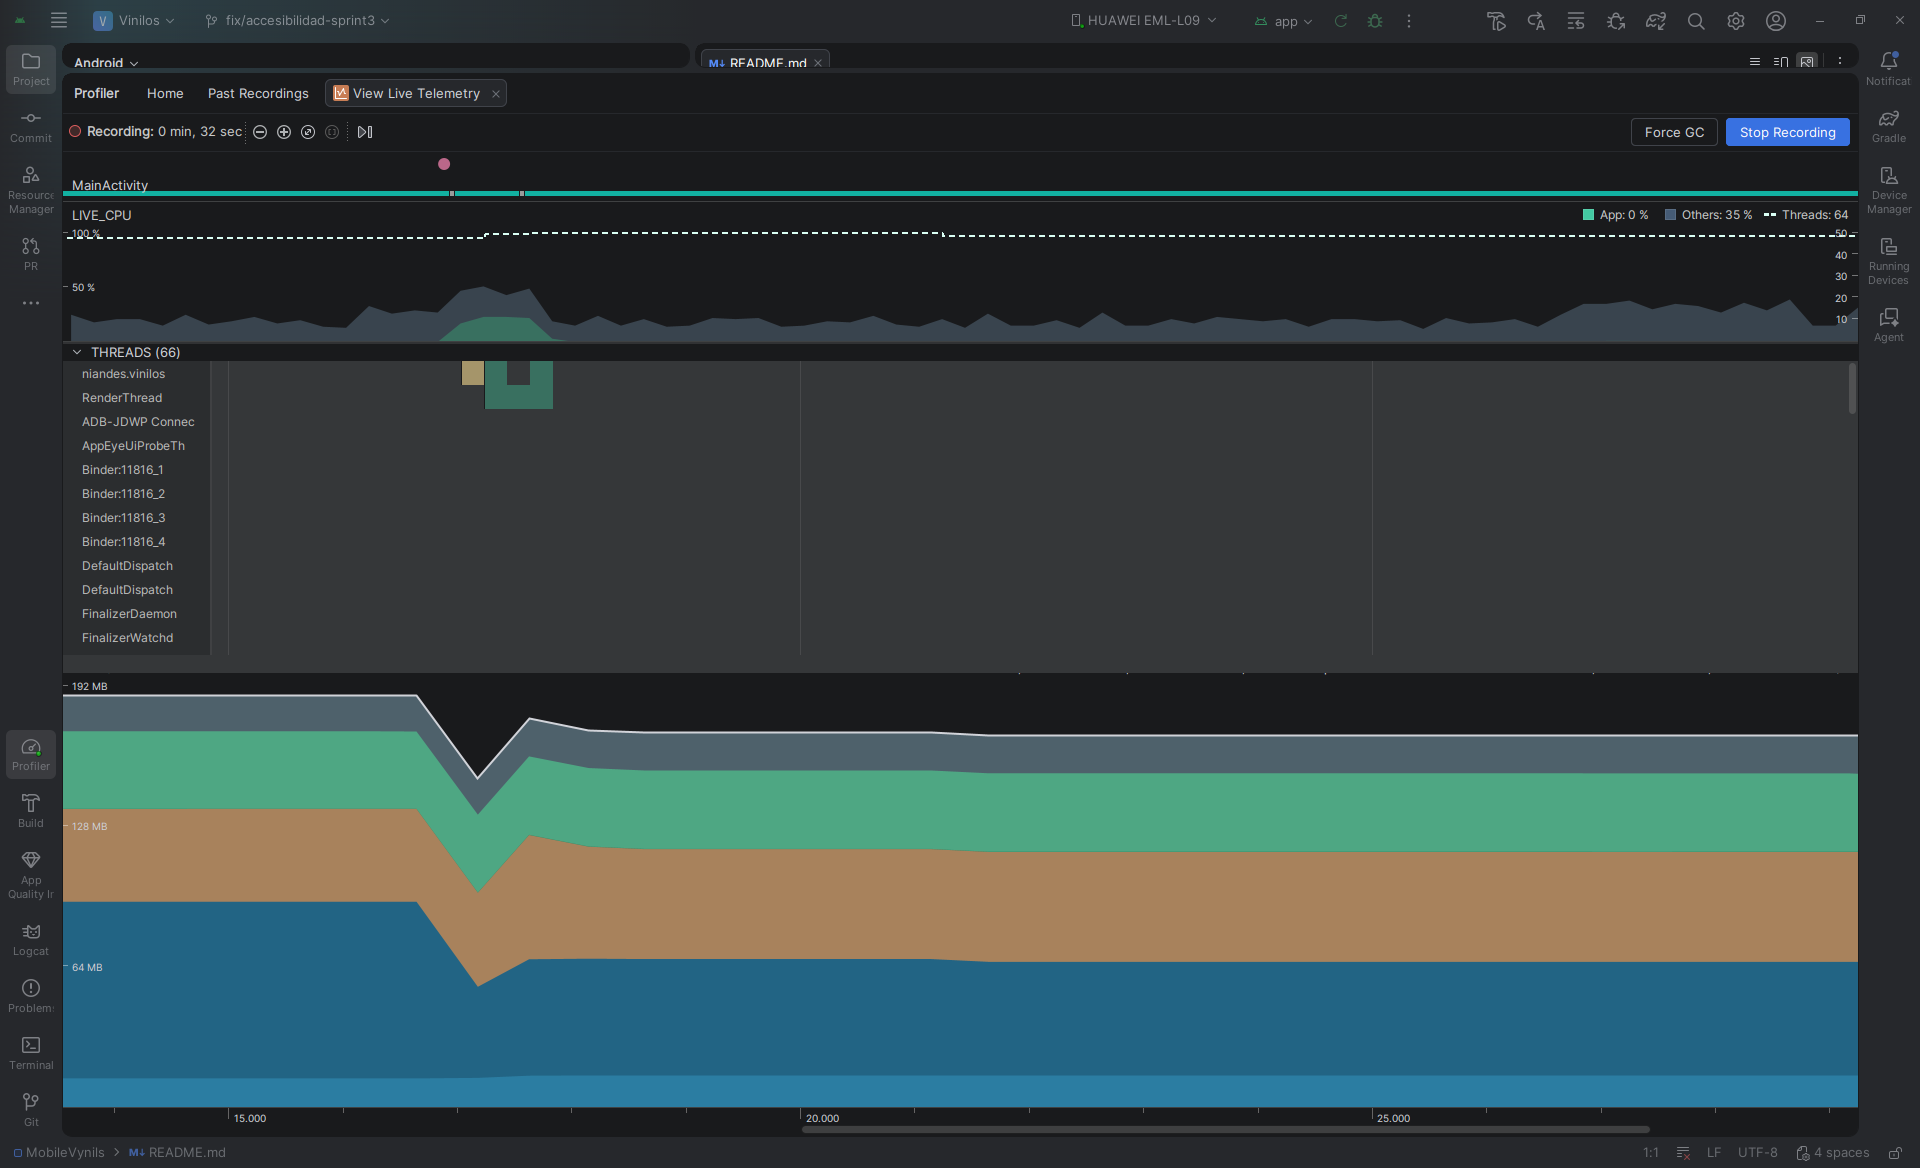 V Vinilos fix/accesibilidad-sprint3 HUAWEI EML-L09 app
Project
Commit
Resource
Manager
PR
Android
M↓ README.md
Profiler Home Past Recordings View Live Telemetry
Recording: 0 min, 32 sec Force GC Stop Recording
MainActivity
LIVE_CPU App: 0 % Others: 35 % Threads: 64
100 % 50
40
50 % 30
20
10
THREADS (66)
niandes.vinilos
RenderThread
ADB-JDWP Connec
AppEyeUiProbeTh
Binder:11816_1
Binder:11816_2
Binder:11816_3
Binder:11816_4
DefaultDispatch
DefaultDispatch
FinalizerDaemon
FinalizerWatchd
192 MB
128 MB
64 MB
15.000 20.000 25.000
Notificat
Gradle
Device
Manager
Running
Devices
Agent
Profiler
Build
App
Quality Ir
Logcat
Problem
Terminal
Git
MobileVynils M↓ README.md 1:1 LF UTF-8 4 spaces